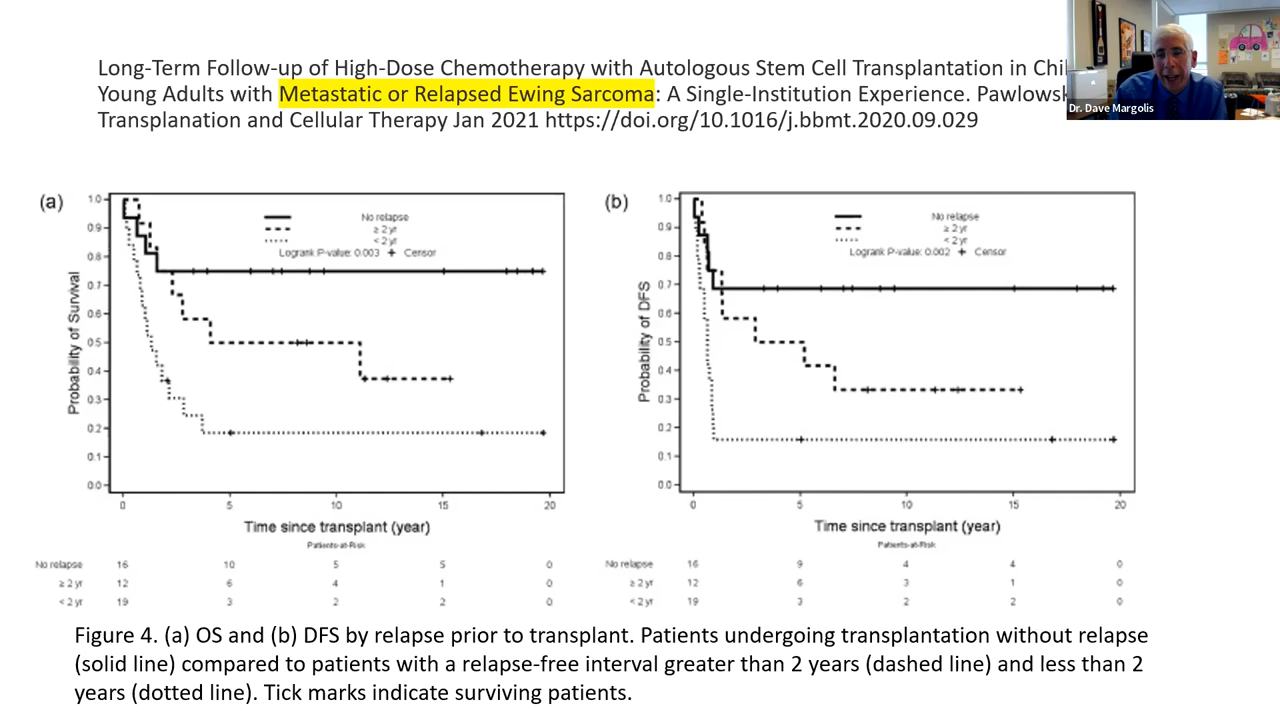 Long-Term Follow-up of High-Dose Chemotherapy with Autologous Stem Cell Transplantation in Chil
Young Adults with Metastatic or Relapsed Ewing Sarcoma: A Single-Institution Experience. Pawlowsk
Transplanation and Cellular Therapy Jan 2021 https://doi.org/10.1016/j.bbmt.2020.09.029
Dr. Dave Margolis
(a)
Probability of Survival
1.0
0.9
0.8
0.7
0.6
0.5
0.4
0.3
0.2
0.1
0.0
No relapse
≥ 2 yr
< 2 yr
Logrank P-value: 0.003 + Censor
0 5 10 15 20
Time since transplant (year)
Patients-at-Risk
No relapse 16 10 5 5 0
≥ 2 yr 12 6 4 1 0
< 2 yr 19 3 2 2 0
(b)
Probability of DFS
1.0
0.9
0.8
0.7
0.6
0.5
0.4
0.3
0.2
0.1
0.0
No relapse
≥ 2 yr
< 2 yr
Logrank P-value: 0.002 + Censor
0 5 10 15 20
Time since transplant (year)
Patients-at-Risk
No relapse 16 9 4 4 0
≥ 2 yr 12 6 3 1 0
< 2 yr 19 3 2 2 0
Figure 4. (a) OS and (b) DFS by relapse prior to transplant. Patients undergoing transplantation without relapse
(solid line) compared to patients with a relapse-free interval greater than 2 years (dashed line) and less than 2
years (dotted line). Tick marks indicate surviving patients.